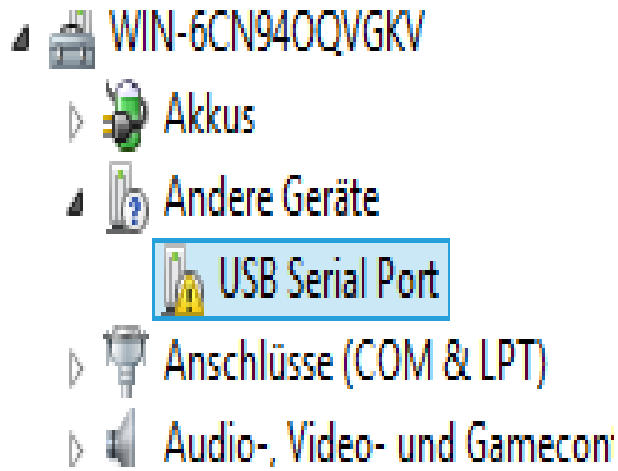 WIN-6CN94OQVGKV
Akkus
Andere Geräte
USB Serial Port
Anschlüsse (COM & LPT)
Audio-, Video- und Gamecon